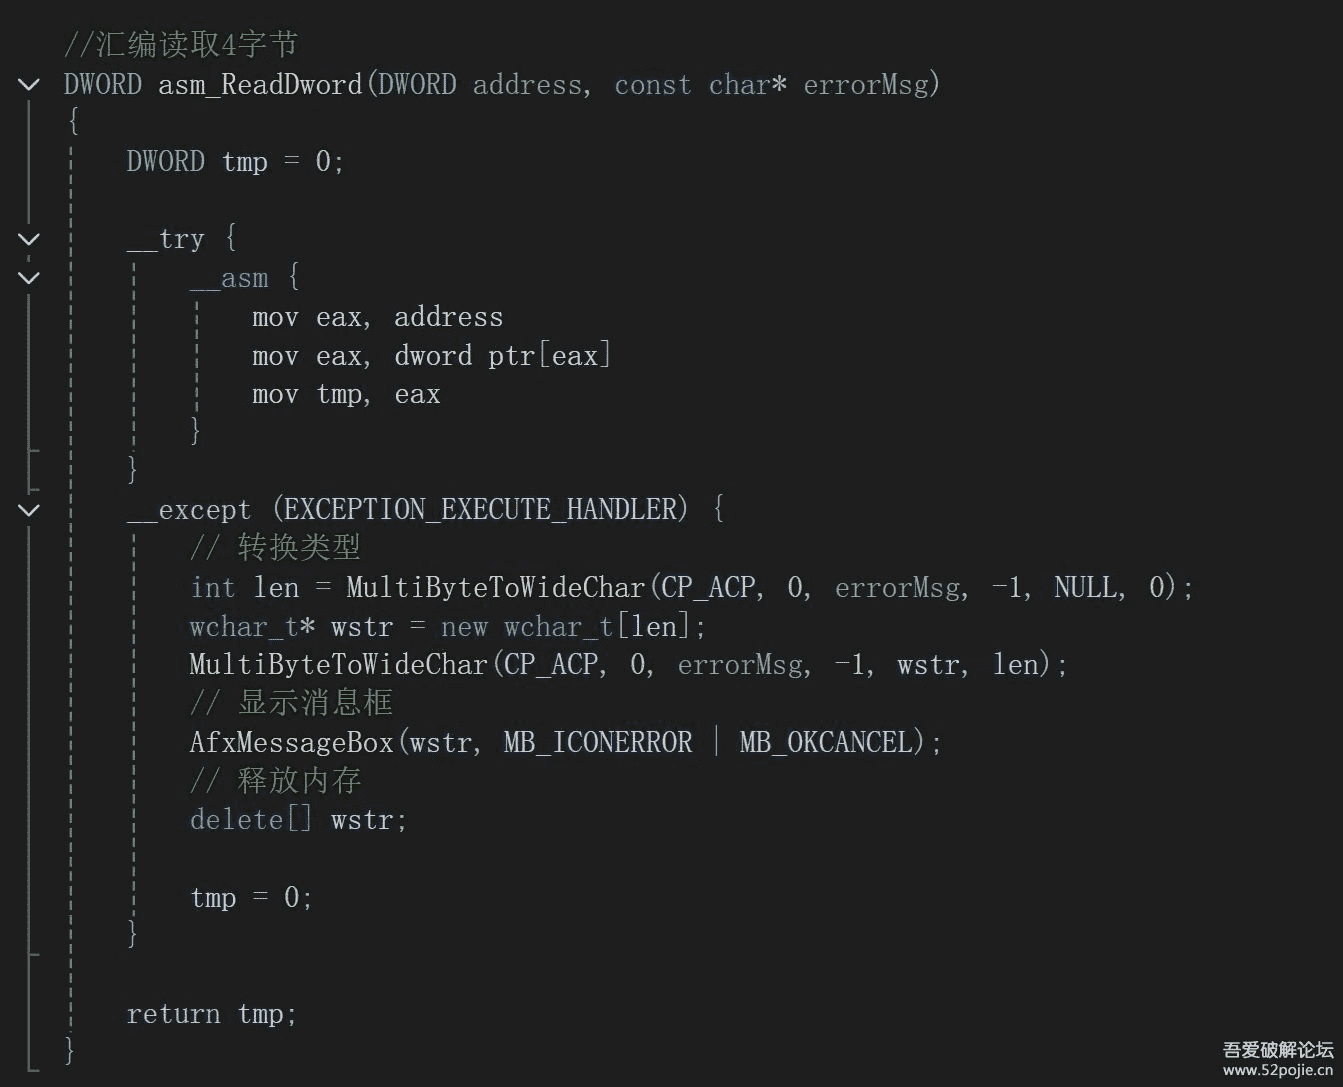 //汇编读取4字节
DWORD asm_ReadDword(DWORD address, const char* errorMsg)
{
DWORD tmp = 0;
__try {
__asm {
mov eax, address
mov eax, dword ptr[eax]
mov tmp, eax
}
}
__except (EXCEPTION_EXECUTE_HANDLER) {
// 转换类型
int len = MultiByteToWideChar(CP_ACP, 0, errorMsg, -1, NULL, 0);
wchar_t* wstr = new wchar_t[len];
MultiByteToWideChar(CP_ACP, 0, errorMsg, -1, wstr, len);
// 显示消息框
AfxMessageBox(wstr, MB_ICONERROR | MB_OKCANCEL);
// 释放内存
delete[] wstr;
tmp = 0;
}
return tmp;
}
吾爱破解论坛
www.52pojie.cn